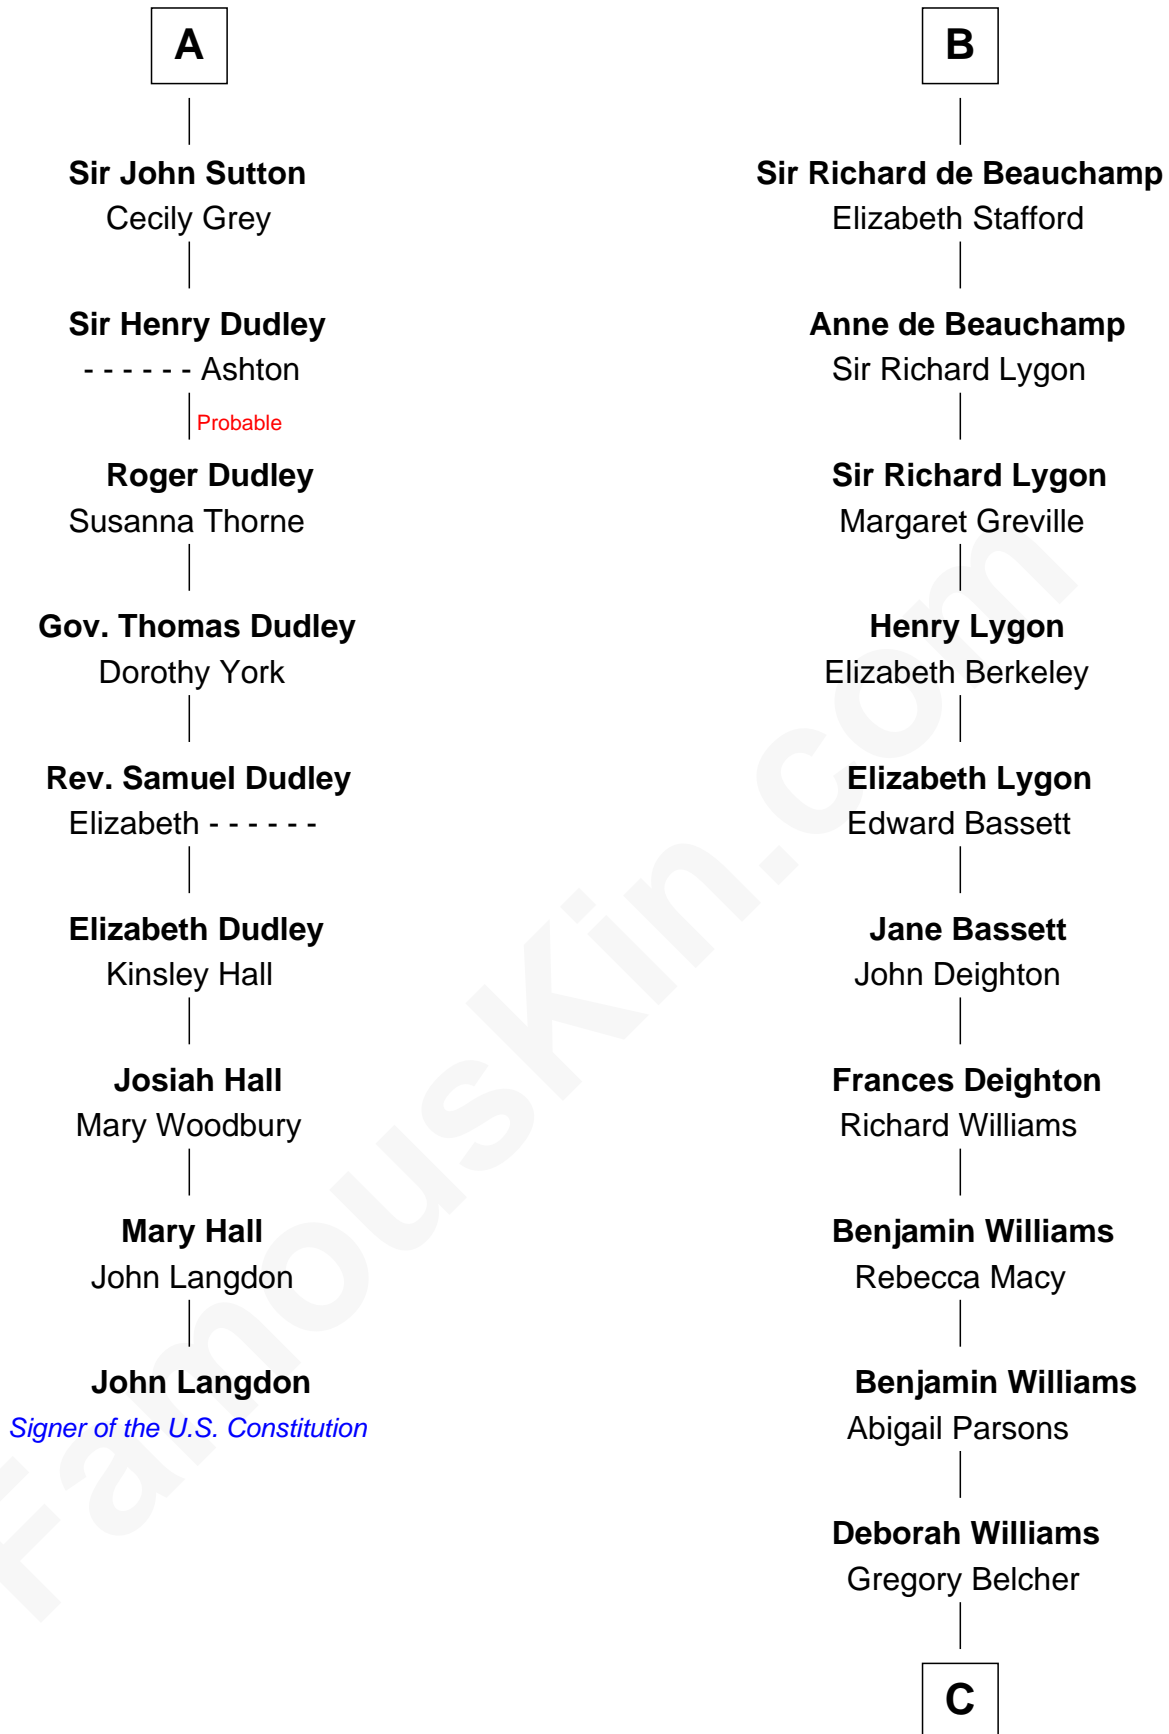 A
Sir John Sutton
Cecily Grey
Sir Henry Dudley
- - - - - - Ashton
Probable
Roger Dudley
Susanna Thorne
Gov. Thomas Dudley
Dorothy York
Rev. Samuel Dudley
Elizabeth - - - - - -
Elizabeth Dudley
Kinsley Hall
Josiah Hall
Mary Woodbury
Mary Hall
John Langdon
John Langdon
Signer of the U.S. Constitution
B
Sir Richard de Beauchamp
Elizabeth Stafford
Anne de Beauchamp
Sir Richard Lygon
Sir Richard Lygon
Margaret Greville
Henry Lygon
Elizabeth Berkeley
Elizabeth Lygon
Edward Bassett
Jane Bassett
John Deighton
Frances Deighton
Richard Williams
Benjamin Williams
Rebecca Macy
Benjamin Williams
Abigail Parsons
Deborah Williams
Gregory Belcher
C
FamousKin.com